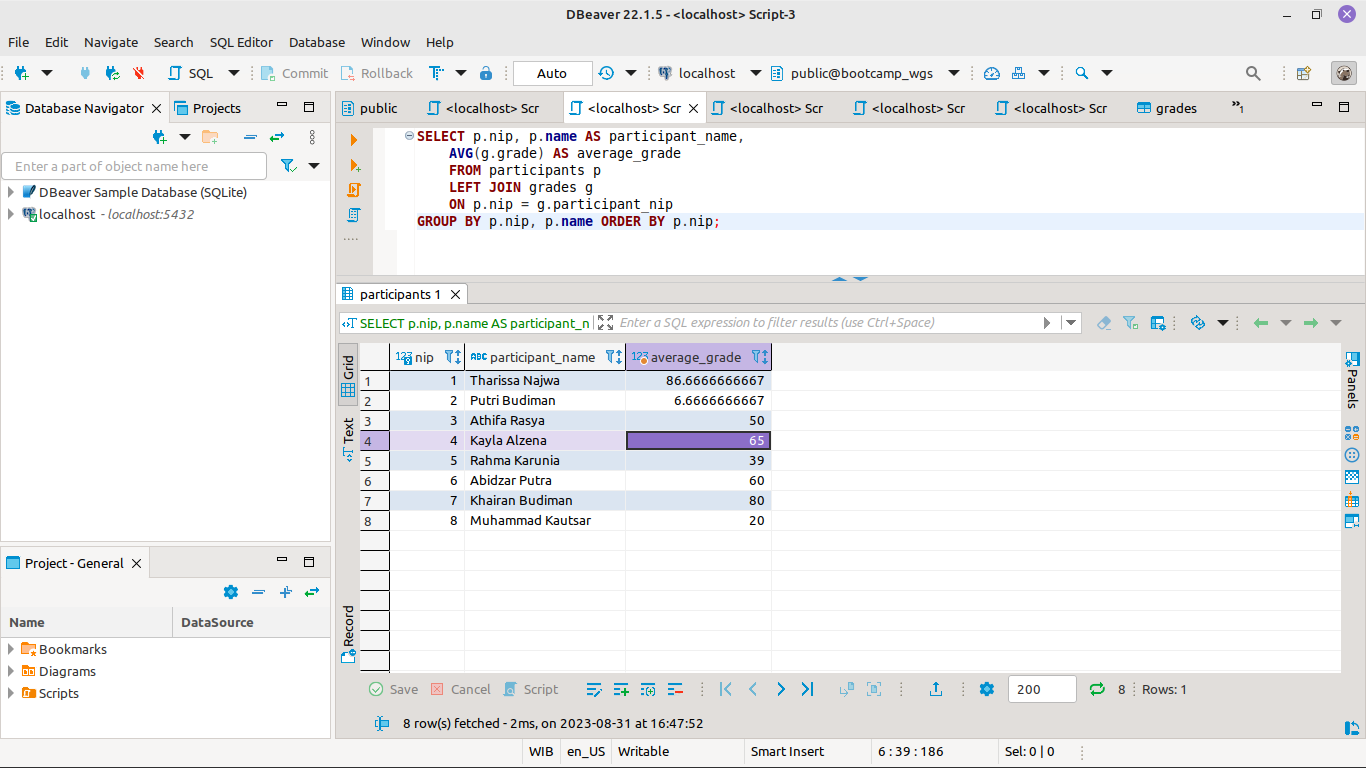 DBeaver 22.1.5 - <localhost> Script-3
File Edit Navigate Search SQL Editor Database Window Help
SQL Commit Rollback Auto localhost public@bootcamp_wgs
Database Navigator Projects
Enter a part of object name here
DBeaver Sample Database (SQLite)
localhost - localhost:5432
Project - General
Name DataSource
Bookmarks
Diagrams
Scripts
public <localhost> Scr <localhost> Scr <localhost> Scr <localhost> Scr <localhost> Scr grades »1
SELECT p.nip, p.name AS participant_name,
AVG(g.grade) AS average_grade
FROM participants p
LEFT JOIN grades g
ON p.nip = g.participant_nip
GROUP BY p.nip, p.name ORDER BY p.nip;
participants 1
SELECT p.nip, p.name AS participant_n Enter a SQL expression to filter results (use Ctrl+Space)
Grid
Text
Record
Panels
123 nip ABC participant_name 123 average_grade
1 1 Tharissa Najwa 86.6666666667
2 2 Putri Budiman 6.6666666667
3 3 Athifa Rasya 50
4 4 Kayla Alzena 65
5 5 Rahma Karunia 39
6 6 Abidzar Putra 60
7 7 Khairan Budiman 80
8 8 Muhammad Kautsar 20
Save Cancel Script 200 8 Rows: 1
8 row(s) fetched - 2ms, on 2023-08-31 at 16:47:52
WIB en_US Writable Smart Insert 6 : 39 : 186 Sel: 0 | 0